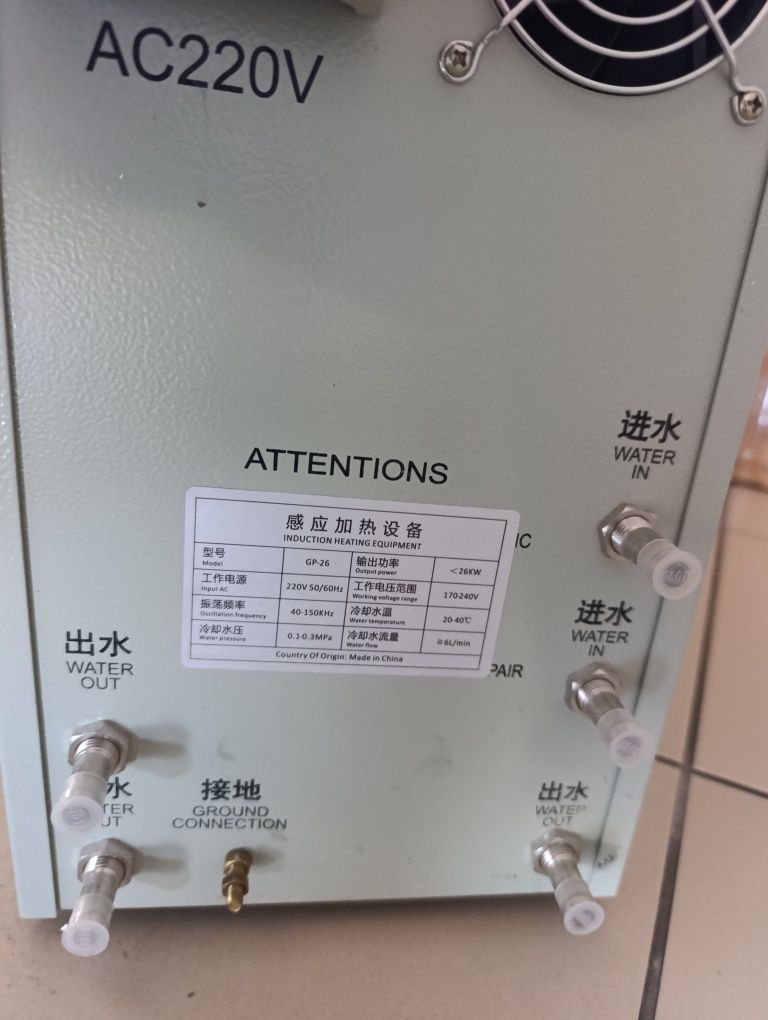 AC220V
ATTENTIONS
IC
PAIR
感应加热设备
INDUCTION HEATING EQUIPMENT
型号
Model
GP-26
输出功率
Output power
<26KW
工作电源
Input AC
220V 50/60Hz
工作电压范围
Working voltage range
170-240V
振荡频率
Oscillation frequency
40-150KHz
冷却水温
Water temperature
20-40℃
冷却水压
Water pressure
0.1-0.3MPa
冷却水流量
Water flow
≧6L/min
Country Of Origin: Made in China
进水
WATER
IN
进水
WATER
IN
出水
WATER
OUT
水
TER
UT
接地
GROUND
CONNECTION
出水
WATER
OUT